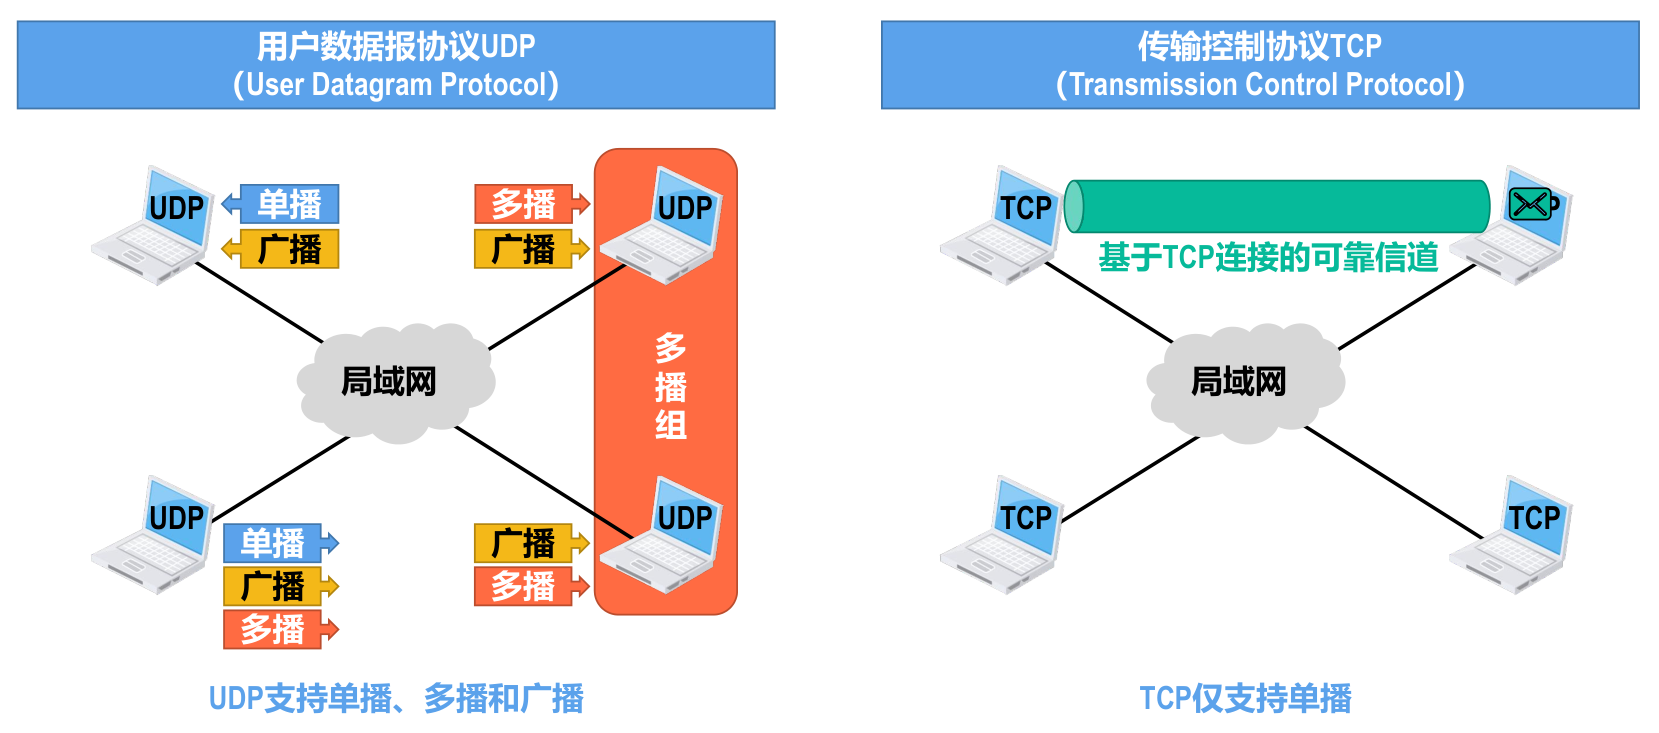 用户数据报协议UDP
（User Datagram Protocol）
UDP
单播
广播
多播
广播
UDP
多
播
组
局域网
UDP
单播
广播
多播
广播
多播
UDP
UDP支持单播、多播和广播
传输控制协议TCP
（Transmission Control Protocol）
TCP
P
基于TCP连接的可靠信道
局域网
TCP
TCP
TCP仅支持单播